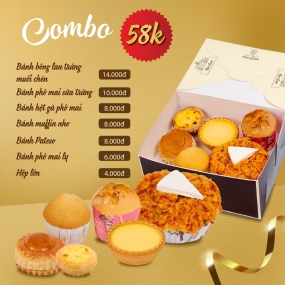 Combo 58k
Bánh bông lan trứng muối chén 14.000đ
Bánh phô mai sữa trứng 10.000đ
Bánh hột gà phô mai 8.000đ
Bánh muffin nho 8.000đ
Bánh Pateso 8.000đ
Bánh phô mai ly 6.000đ
Hộp lớn 4.000đ